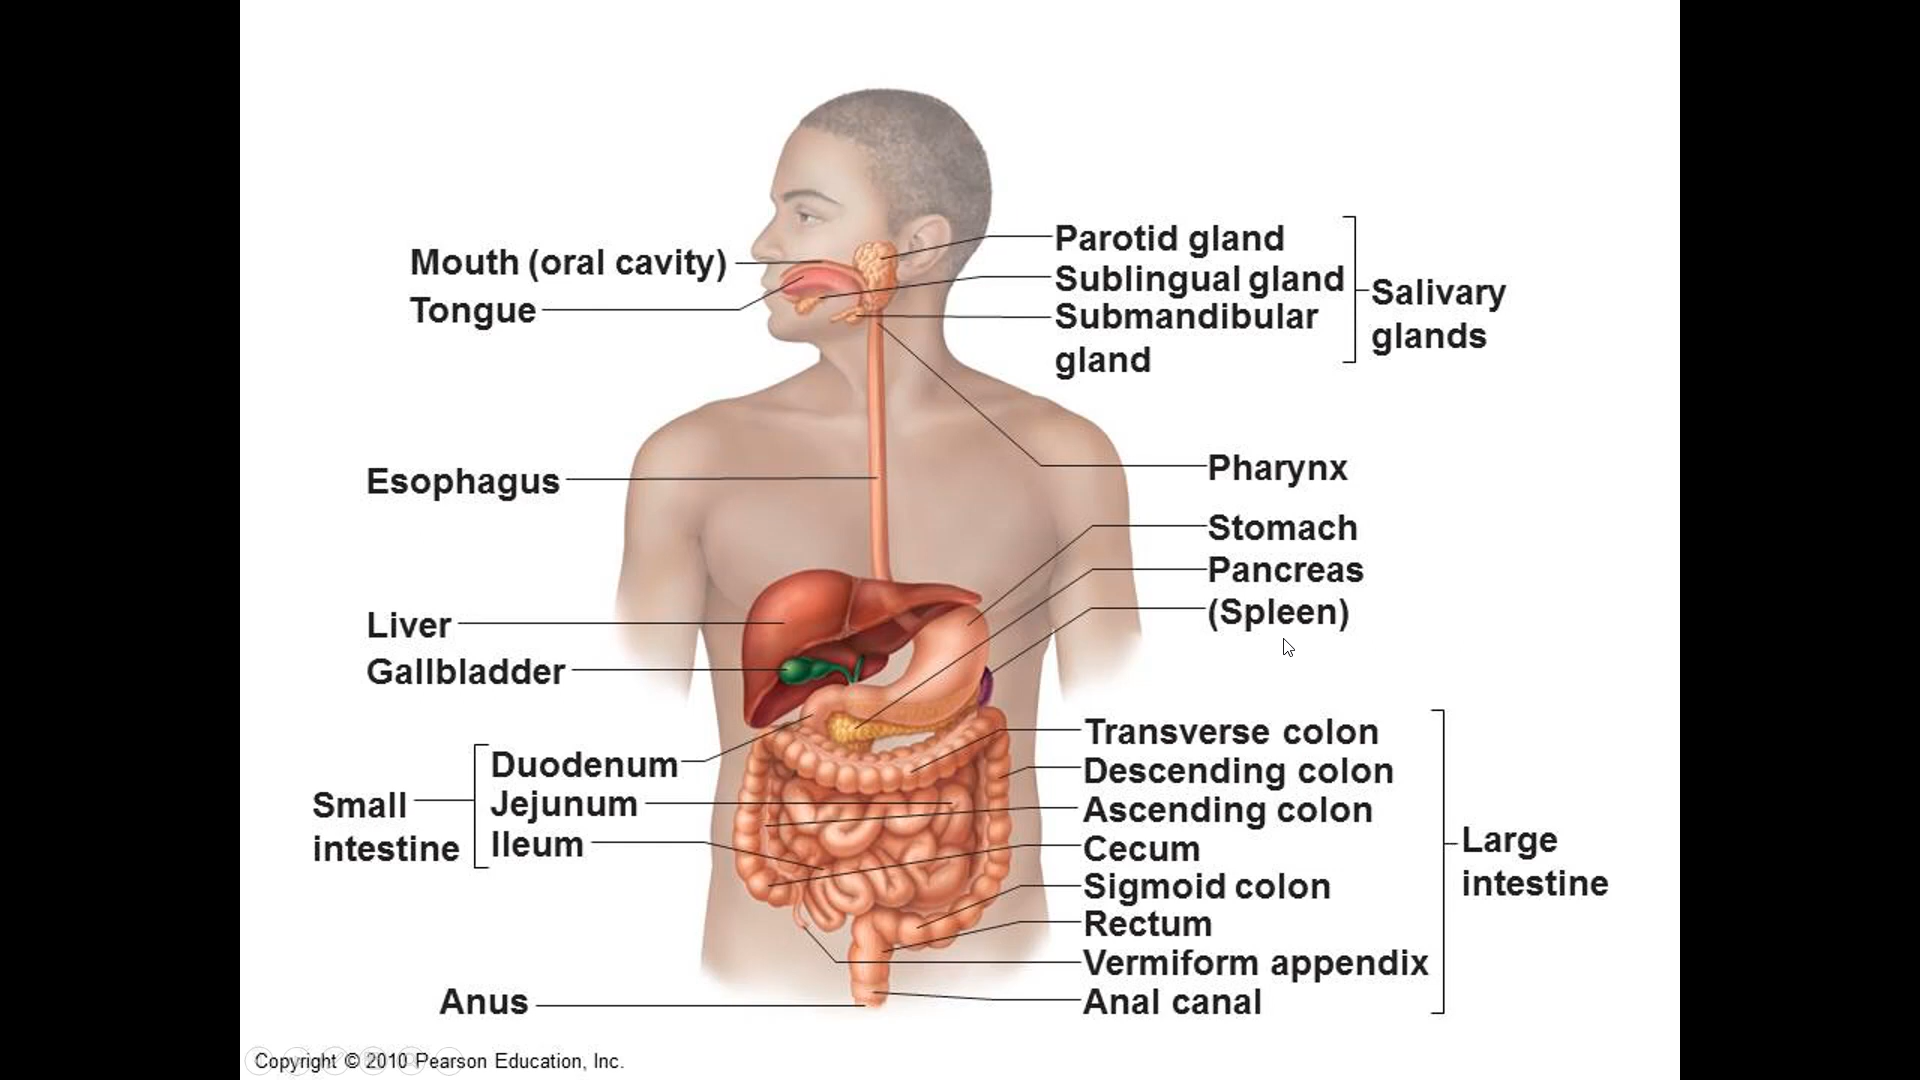 Mouth (oral cavity)
Tongue
Parotid gland
Sublingual gland
Submandibular
gland
Salivary
glands
Esophagus
Pharynx
Stomach
Pancreas
(Spleen)
Liver
Gallbladder
Small
intestine
Duodenum
Jejunum
Ileum
Transverse colon
Descending colon
Ascending colon
Cecum
Sigmoid colon
Rectum
Vermiform appendix
Anal canal
Large
intestine
Anus
Copyright © 2010 Pearson Education, Inc.